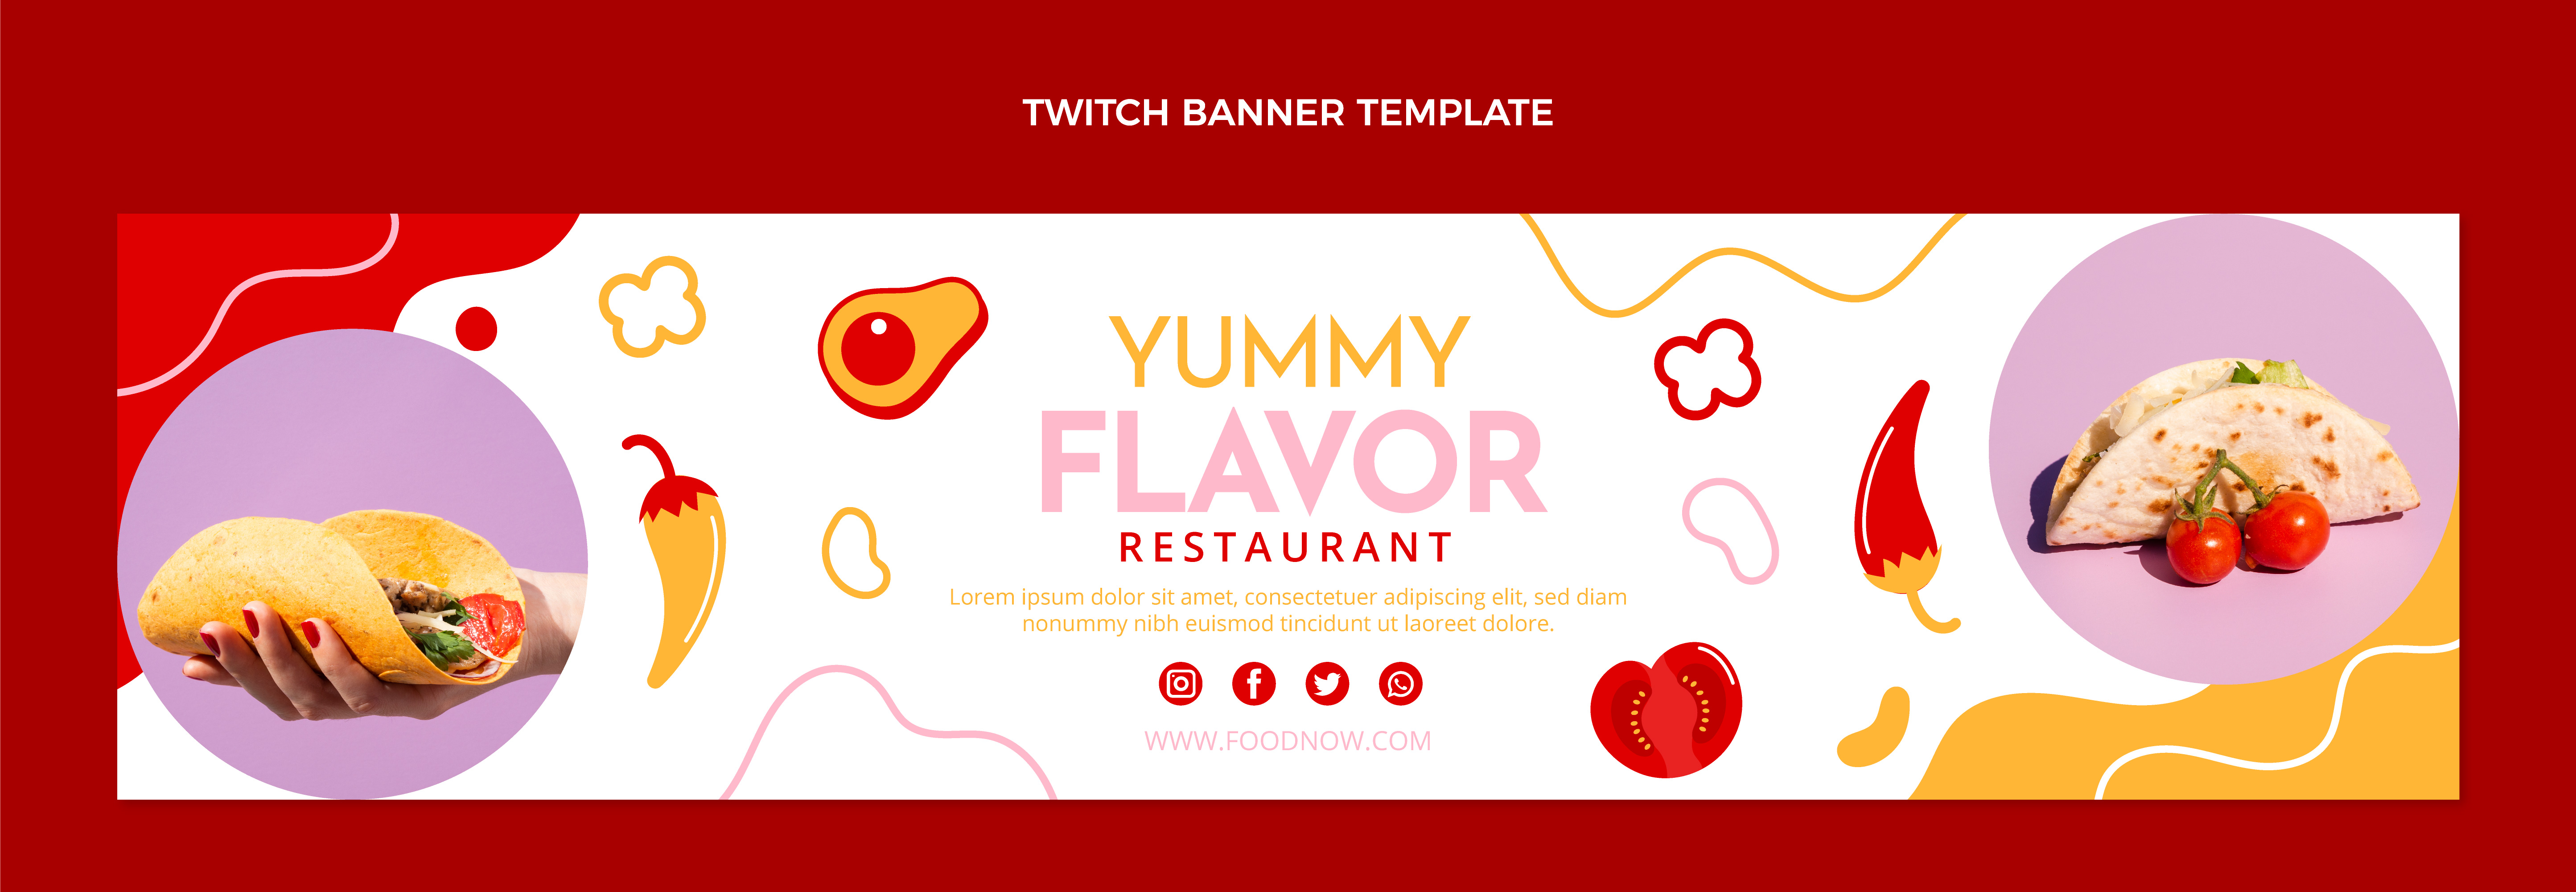 TWITCH BANNER TEMPLATE
YUMMY
FLAVOR
RESTAURANT
Lorem ipsum dolor sit amet, consectetuer adipiscing elit, sed diam
nonummy nibh euismod tincidunt ut laoreet dolore.
WWW.FOODNOW.COM